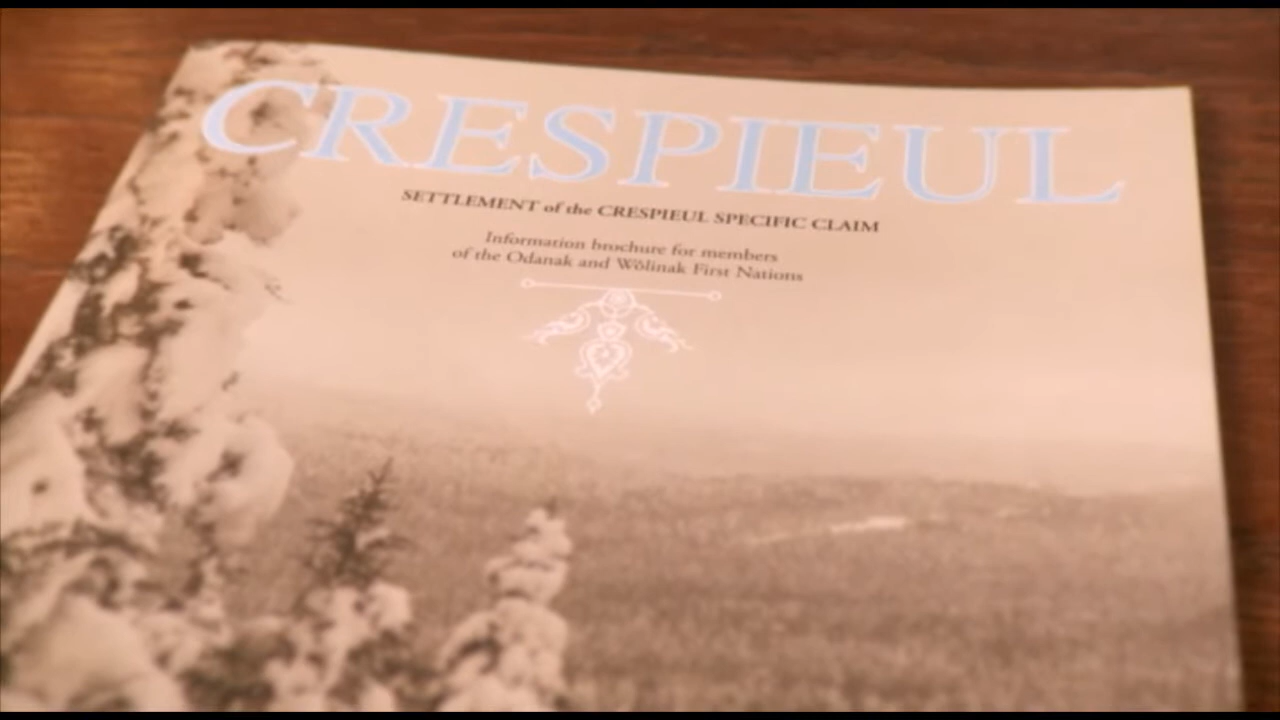 CRESPIEUL
SETTLEMENT of the CRESPIEUL SPECIFIC CLAIM
Information brochure for members
of the Odanak and Wôlinak First Nations